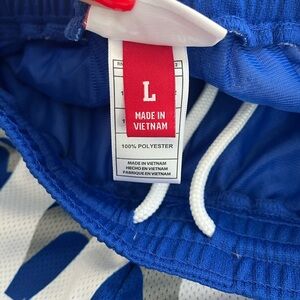 L
MADE IN
VIETNAM
100% POLYESTER
MADE IN VIETNAM
HECHO EN VIETNAM
FABRIQUE EN VIETNAM